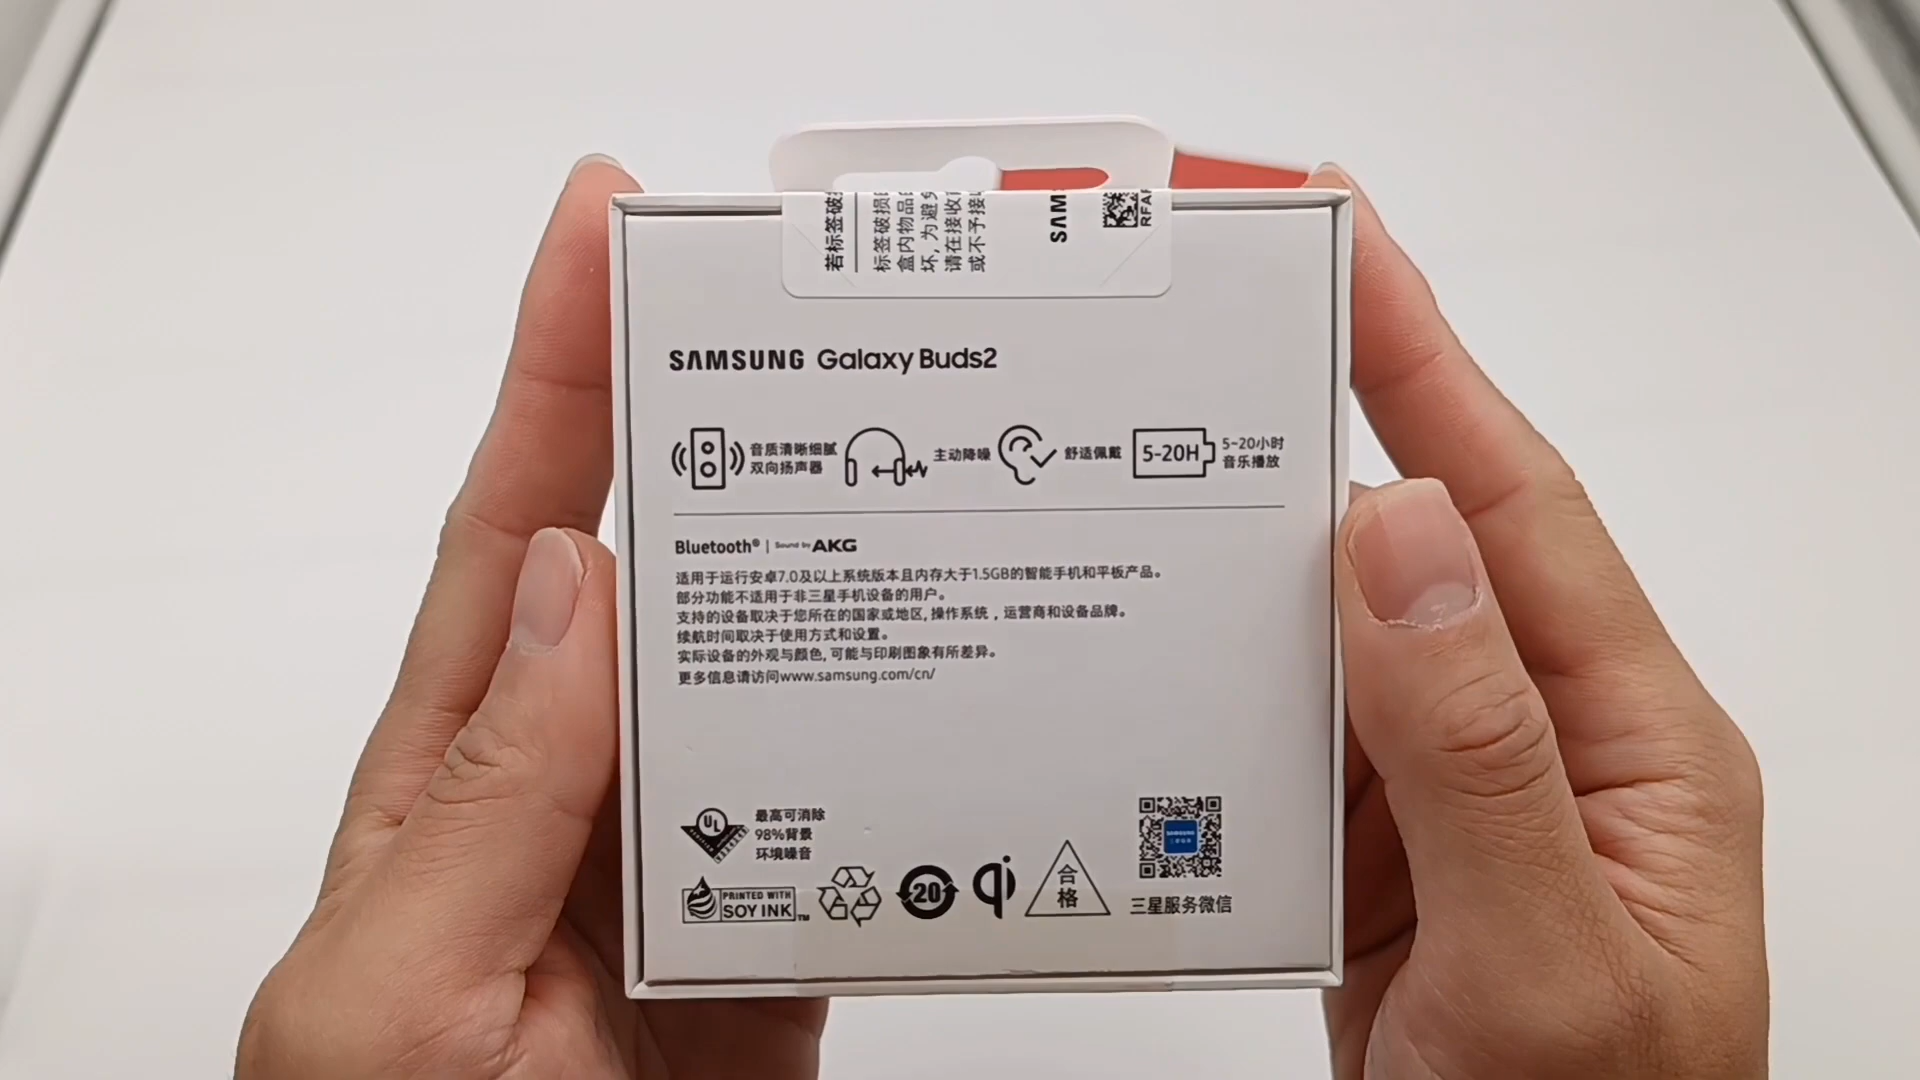 若标签破
标签破损
盒内物品
坏,为避免
请在接收
或不予接
SAMS
RFA
SAMSUNG Galaxy Buds2
音质清晰细腻
双向扬声器
主动降噪
舒适佩戴
5-20H
5~20小时
音乐播放
Bluetooth® | Sound by AKG
适用于运行安卓7.0及以上系统版本且内存大于1.5GB的智能手机和平板产品。
部分功能不适用于非三星手机设备的用户。
支持的设备取决于您所在的国家或地区,操作系统,运营商和设备品牌。
续航时间取决于使用方式和设置。
实际设备的外观与颜色,可能与印刷图象有所差异。
更多信息请访问www.samsung.com/cn/
UL
最高可消除
98%背景
环境噪音
PRINTED WITH
SOY INK™
20
qi
合
格
SAMSUNG
三星服务微信